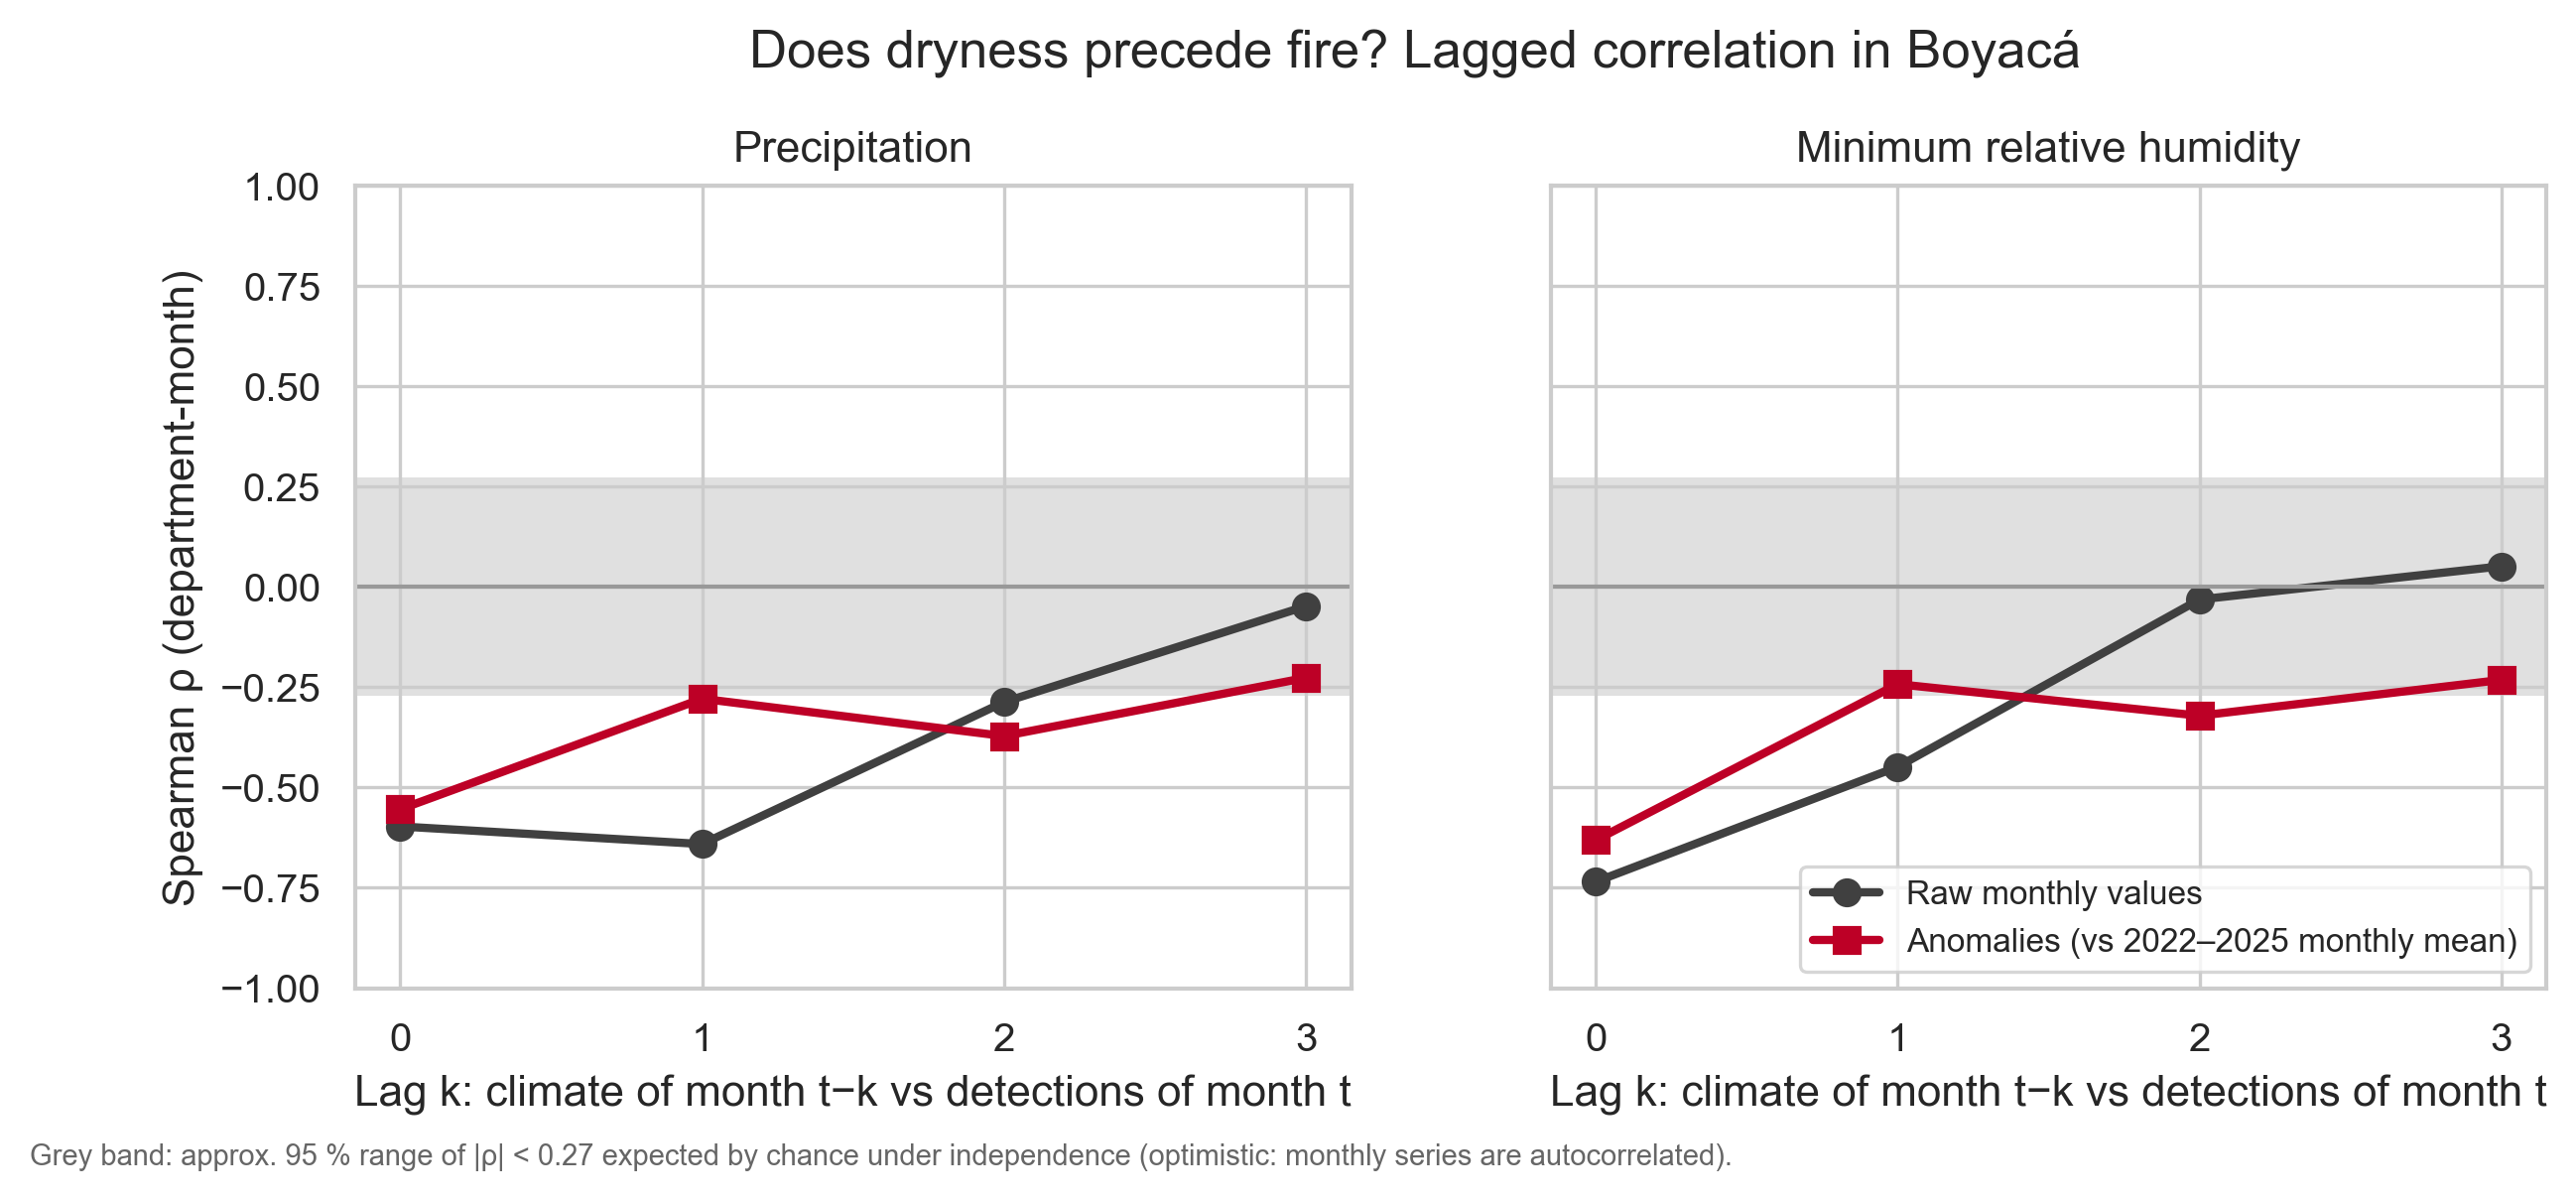 Does dryness precede fire? Lagged correlation in Boyacá
Precipitation
Minimum relative humidity
Spearman ρ (department-month)
1.00
0.75
0.50
0.25
0.00
−0.25
−0.50
−0.75
−1.00
0 1 2 3
0 1 2 3
Lag k: climate of month t−k vs detections of month t
Lag k: climate of month t−k vs detections of month t
Raw monthly values
Anomalies (vs 2022–2025 monthly mean)
Grey band: approx. 95 % range of |ρ| < 0.27 expected by chance under independence (optimistic: monthly series are autocorrelated).